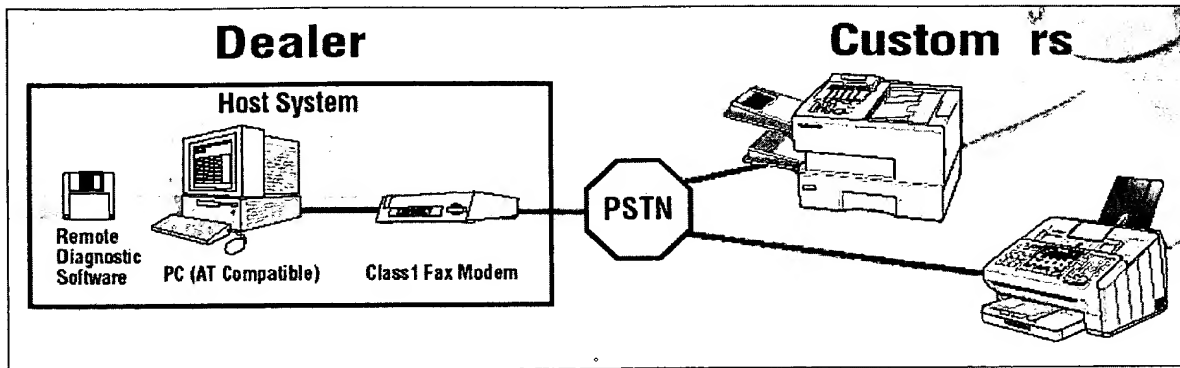 Dealer
Custom rs
Host System
PSTN
Remote
Diagnostic
Software
PC (AT Compatible)
Class1 Fax Modem